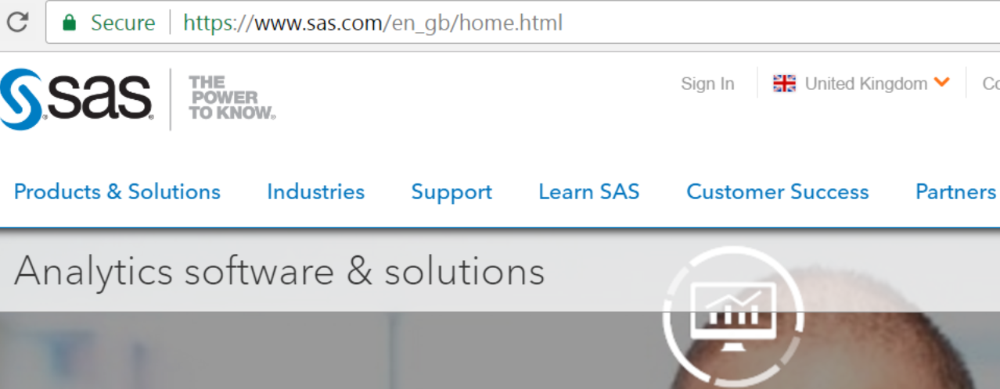 Secure https://www.sas.com/en_gb/home.html
sas THE
POWER
TO KNOW®
Sign In United Kingdom
Products & Solutions Industries Support Learn SAS Customer Success Partners
Analytics software & solutions